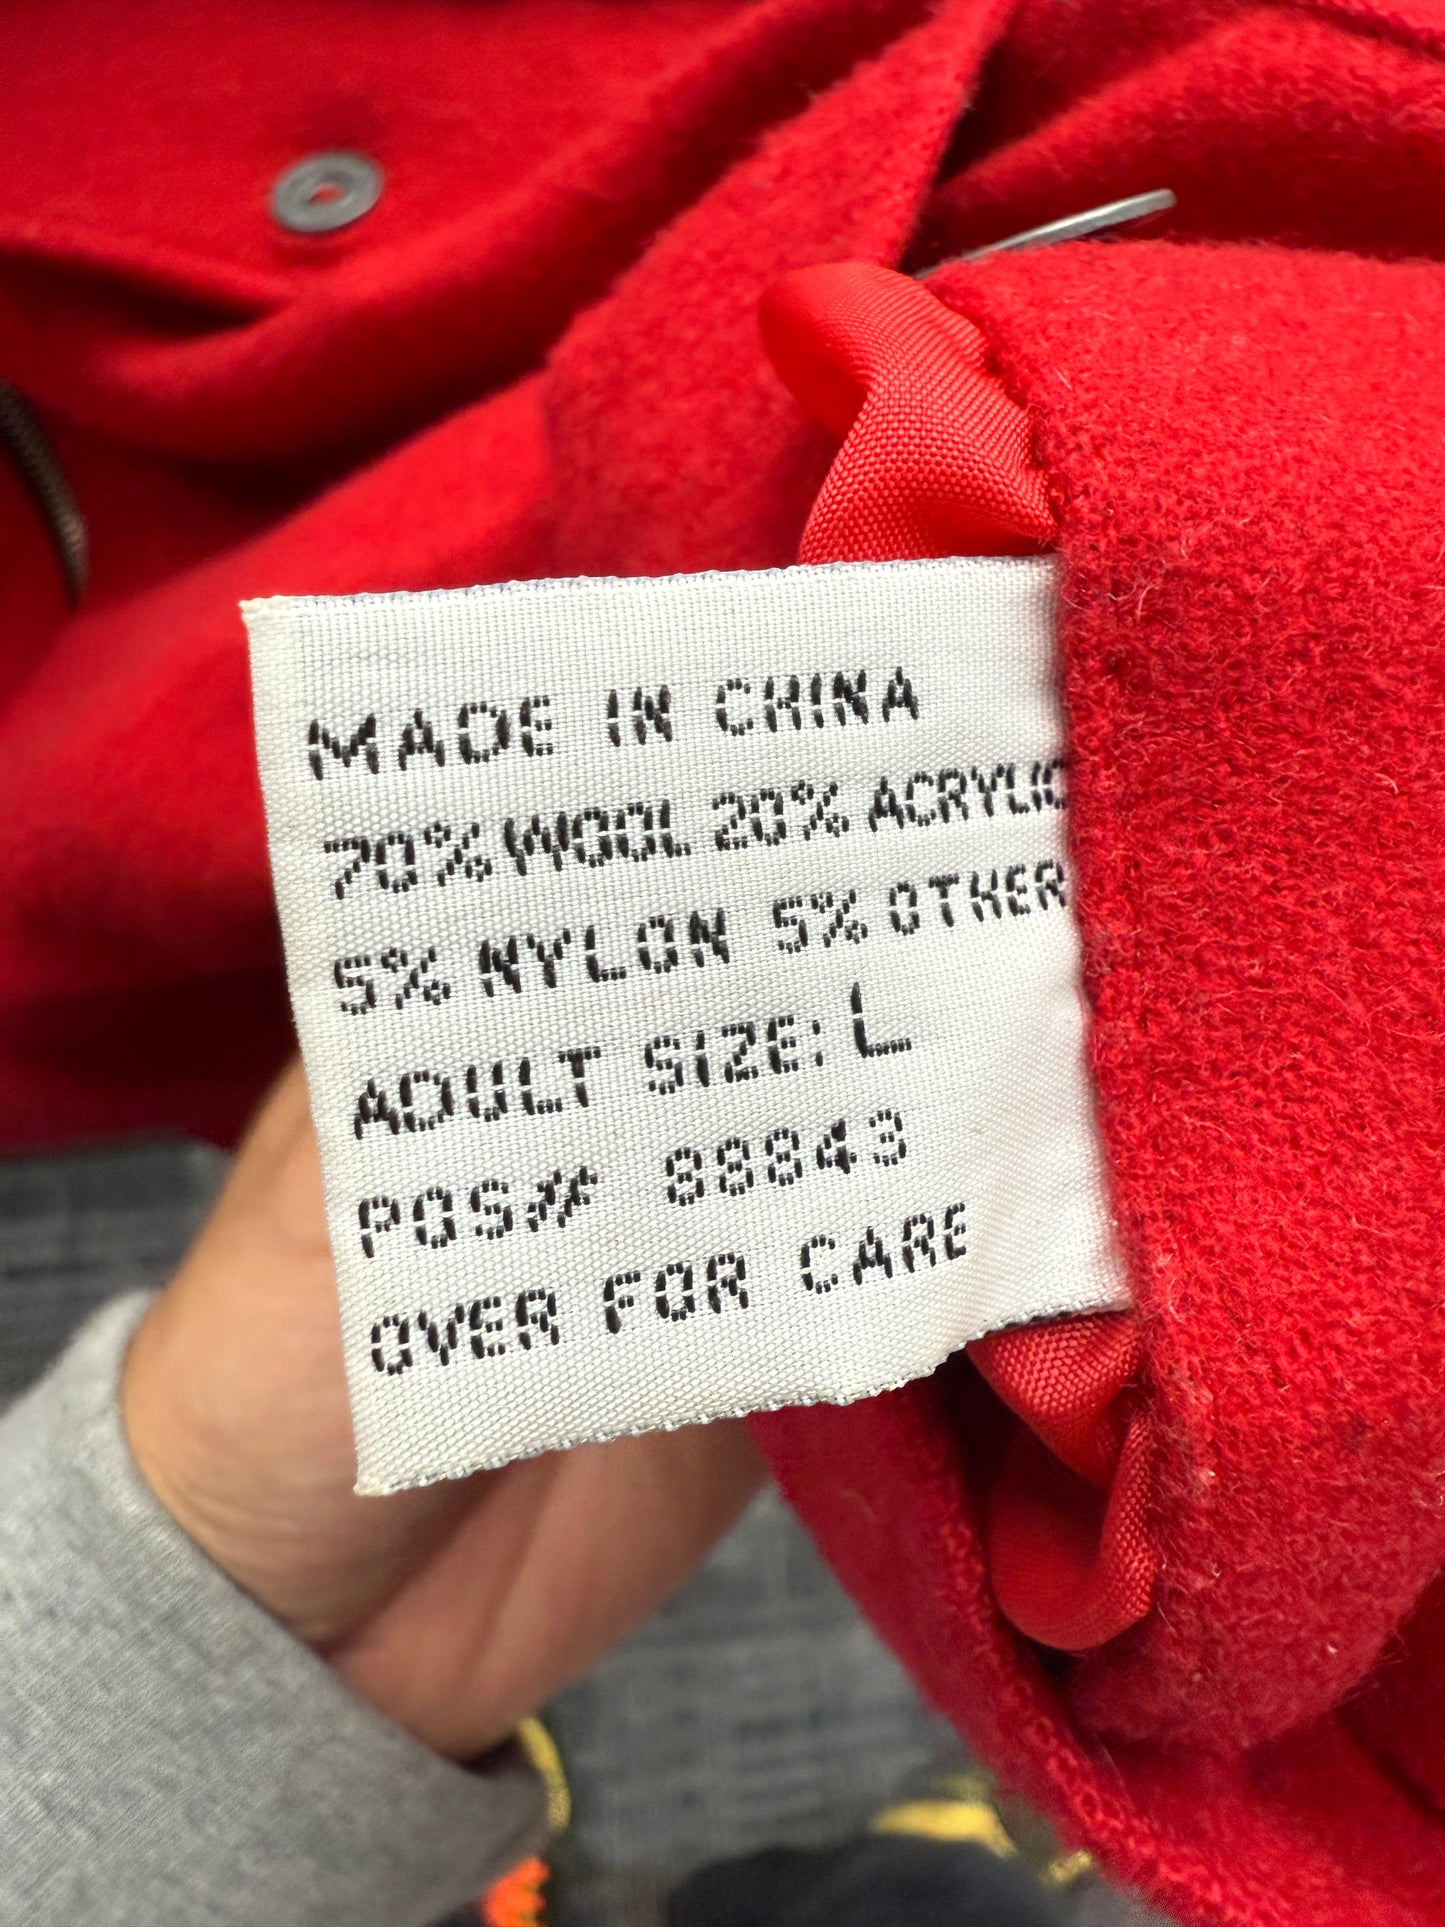 MADE IN CHINA
70% WOOL 20% ACRYLIC
5% NYLON 5% OTHER
ADULT SIZE: L
POS# 88843
OVER FOR CARE